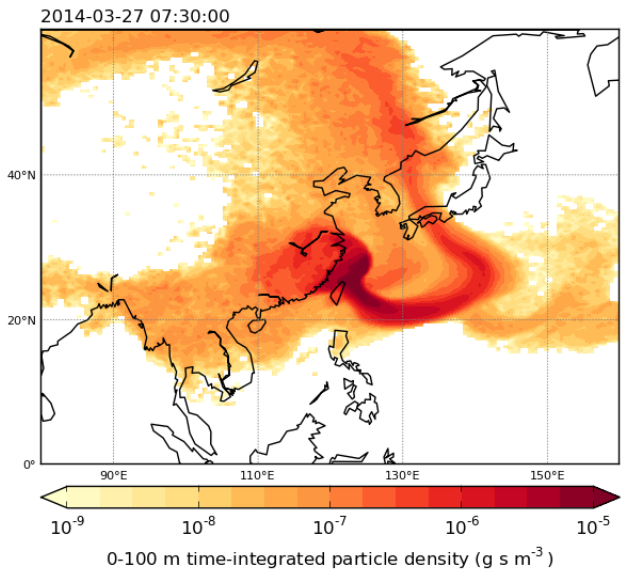 2014-03-27 07:30:00
40°N
20°N
0°
90°E 110°E 130°E 150°E
10⁻⁹ 10⁻⁸ 10⁻⁷ 10⁻⁶ 10⁻⁵
0-100 m time-integrated particle density (g s m⁻³)